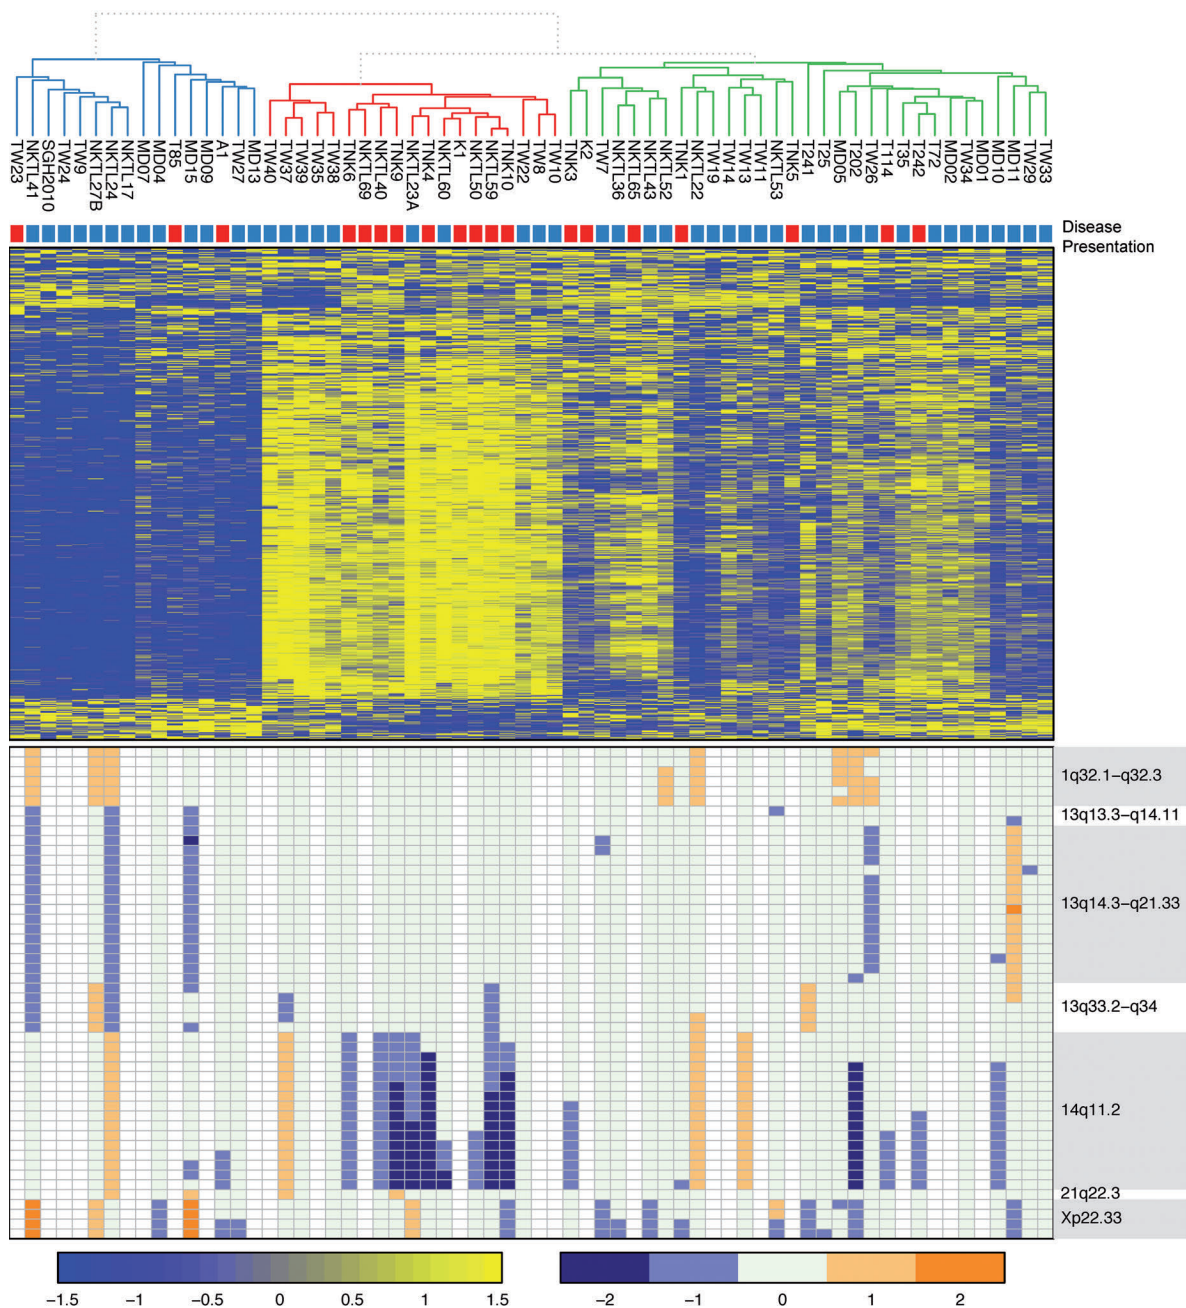 TW23
NKTL41
SGH2010
TW24
TW9
NKTL27B
NKTL24
NKTL17
MD07
MD04
T85
MD15
MD09
A1
TW27
MD13
TW40
TW37
TW39
TW35
TW38
TNK6
NKTL69
NKTL40
TNK9
NKTL23A
TNK4
NKTL60
K1
NKTL50
NKTL59
TNK10
TW22
TW8
TW10
TNK3
K2
TW7
NKTL36
NKTL65
NKTL43
NKTL52
TNK1
NKTL22
TW19
TW14
TW13
TW11
NKTL53
TNK5
T241
T25
MD05
T202
TW26
T114
T35
T242
T72
MD02
TW34
MD01
MD10
MD11
TW29
TW33
Disease
Presentation
1q32.1–q32.3
13q13.3–q14.11
13q14.3–q21.33
13q33.2–q34
14q11.2
21q22.3
Xp22.33
−1.5 −1 −0.5 0 0.5 1 1.5
−2 −1 0 1 2